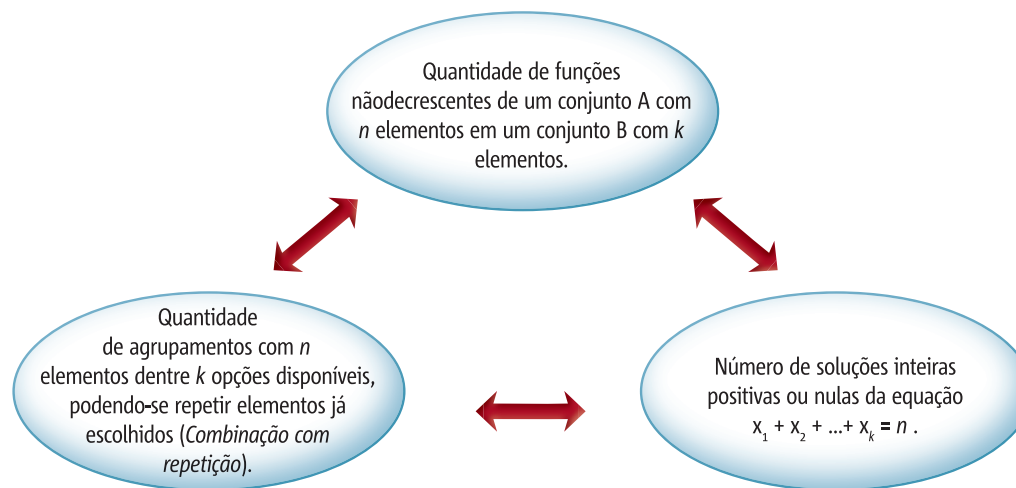 Quantidade de funções
nãodecrescentes de um conjunto A com
n elementos em um conjunto B com k
elementos.
Quantidade
de agrupamentos com n
elementos dentre k opções disponíveis,
podendo-se repetir elementos já
escolhidos (Combinação com
repetição).
Número de soluções inteiras
positivas ou nulas da equação
x₁ + x₂ + ...+ xₖ = n .